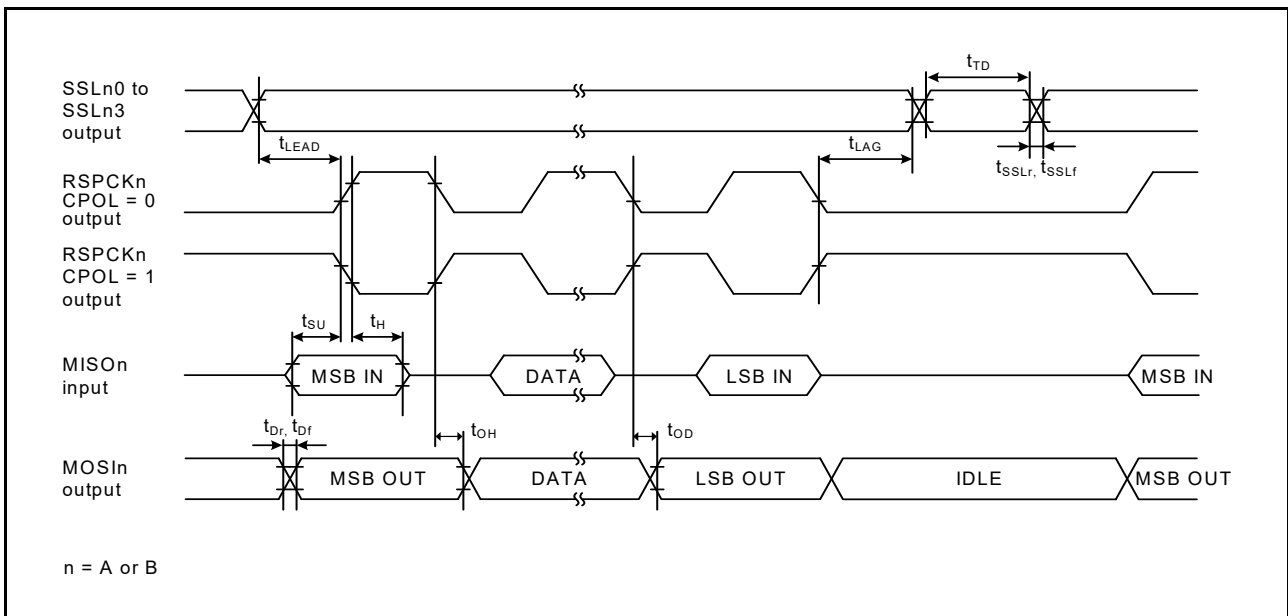 SSLn0 to
SSLn3
output
tTD
tLEAD
tLAG
tSSLr, tSSLf
RSPCKn
CPOL = 0
output
RSPCKn
CPOL = 1
output
tSU
tH
MISOn
input
MSB IN
DATA
LSB IN
MSB IN
tDr, tDf
tOH
tOD
MOSIn
output
MSB OUT
DATA
LSB OUT
IDLE
MSB OUT
n = A or B